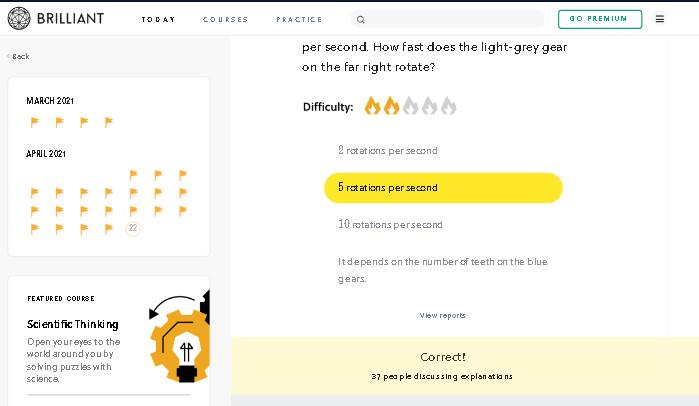 BRILLIANT
TODAY
COURSES
PRACTICE
GO PREMIUM
‹ Back
MARCH 2021
APRIL 2021
22
FEATURED COURSE
Scientific Thinking
Open your eyes to the
world around you by
solving puzzles with
science.
per second. How fast does the light-grey gear
on the far right rotate?
Difficulty:
2 rotations per second
5 rotations per second
10 rotations per second
It depends on the number of teeth on the blue
gears.
View reports
Correct!
37 people discussing explanations